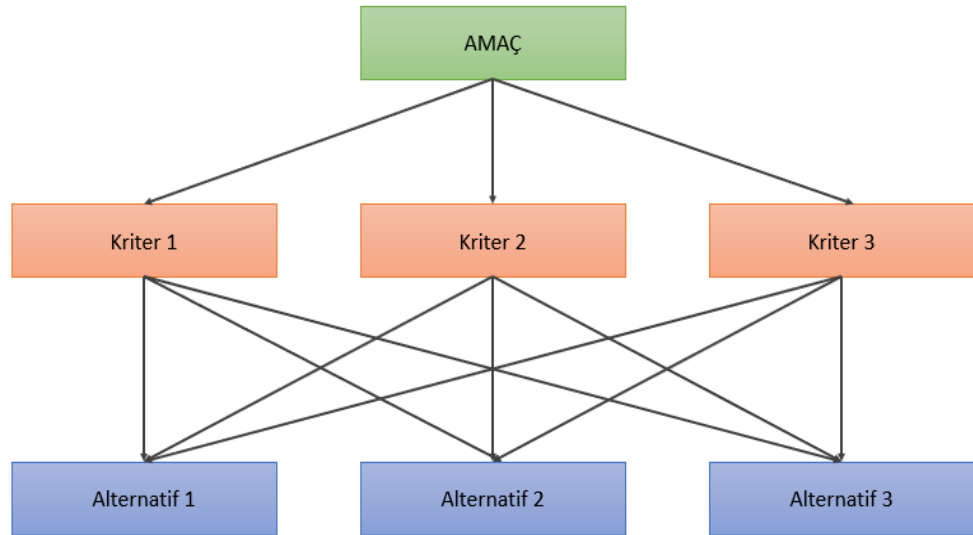 AMAÇ
Kriter 1
Kriter 2
Kriter 3
Alternatif 1
Alternatif 2
Alternatif 3